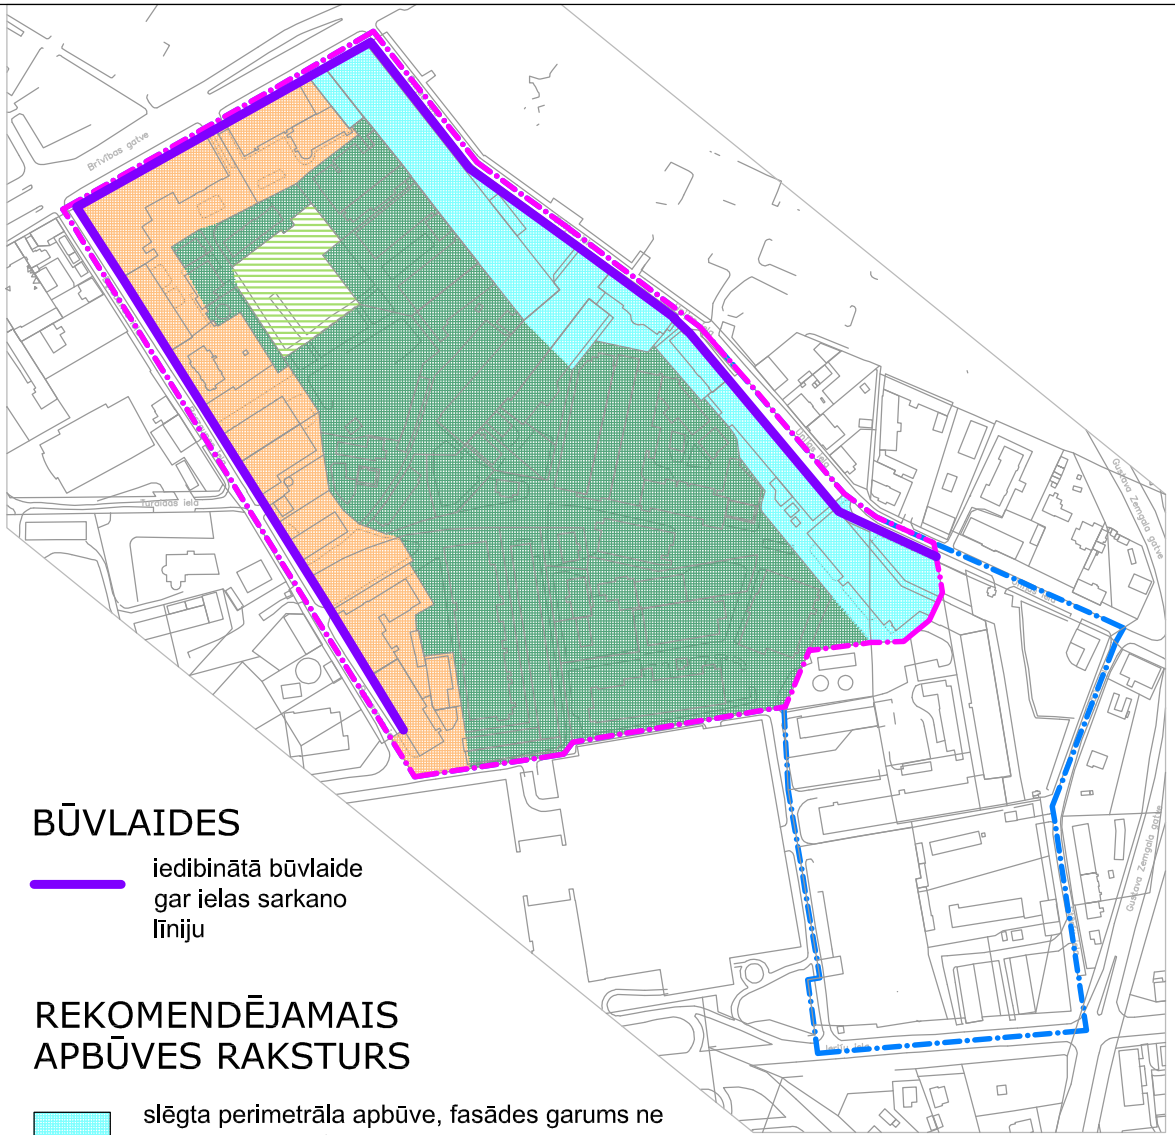 Brīvības gatve
Turaidas iela
Gustava Zemgala gatve
Gustava Zemgala gatve
BŪVLAIDES
iedibinātā būvlaide
gar ielas sarkano
līniju
REKOMENDĒJAMAIS
APBŪVES RAKSTURS
slēgta perimetrāla apbūve, fasādes garums ne